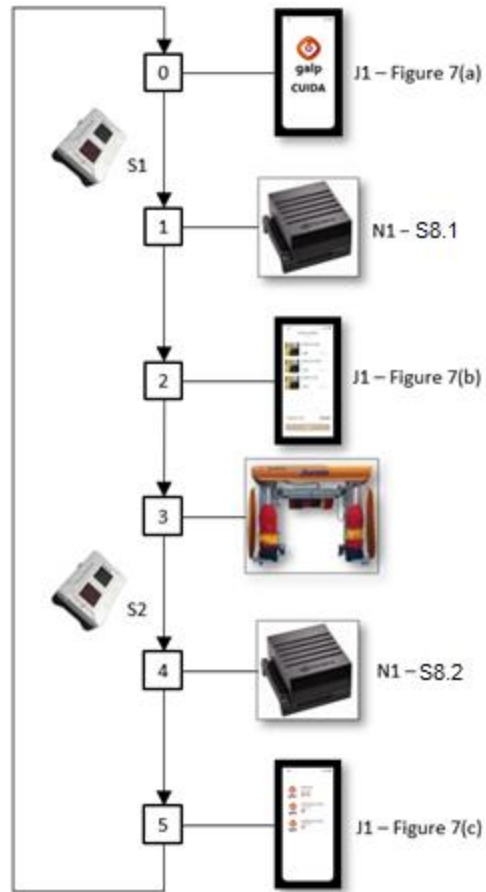 0
galp
CUIDA
J1 – Figure 7(a)
S1
1
N1 – S8.1
2
J1 – Figure 7(b)
3
S2
4
N1 – S8.2
5
J1 – Figure 7(c)